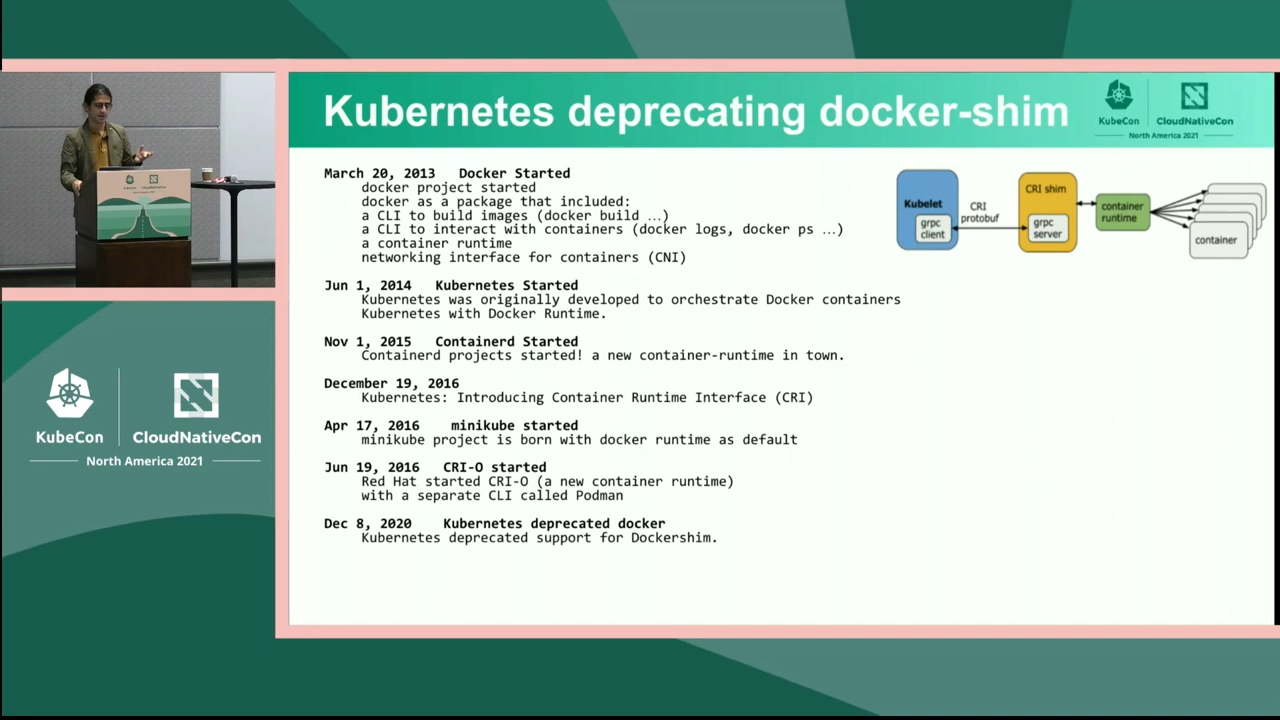 Kubernetes deprecating docker-shim
KubeCon
CloudNativeCon
North America 2021
March 20, 2013 Docker Started
docker project started
docker as a package that included:
a CLI to build images (docker build …)
a CLI to interact with containers (docker logs, docker ps …)
a container runtime
networking interface for containers (CNI)
Jun 1, 2014 Kubernetes Started
Kubernetes was originally developed to orchestrate Docker containers
Kubernetes with Docker Runtime.
Nov 1, 2015 Containerd Started
Containerd projects started! a new container-runtime in town.
December 19, 2016
Kubernetes: Introducing Container Runtime Interface (CRI)
Apr 17, 2016 minikube started
minikube project is born with docker runtime as default
Jun 19, 2016 CRI-O started
Red Hat started CRI-O (a new container runtime)
with a separate CLI called Podman
Dec 8, 2020 Kubernetes deprecated docker
Kubernetes deprecated support for Dockershim.
Kubelet
grpc
client
CRI
protobuf
CRI shim
grpc
server
container
runtime
container
KubeCon
CloudNativeCon
North America 2021